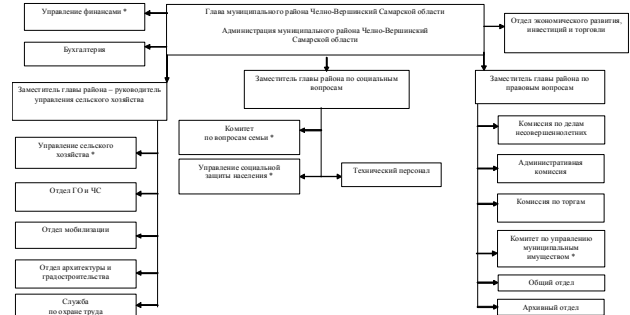 Управление финансами *
Глава муниципального района Челно-Вершинский Самарской области
Администрация муниципального района Челно-Вершинский
Самарской области
Отдел экономического развития,
инвестиций и торговли
Бухгалтерия
Заместитель главы района – руководитель
управления сельского хозяйства
Заместитель главы района по социальным
вопросам
Заместитель главы района по
правовым вопросам
Управление сельского
хозяйства *
Отдел ГО и ЧС
Отдел мобилизации
Отдел архитектуры и
градостроительства
Служба
по охране труда
Комитет
по вопросам семьи *
Управление социальной
защиты населения *
Технический персонал
Комиссия по делам
несовершеннолетних
Административная
комиссия
Комиссия по торгам
Комитет по управлению
муниципальным
имуществом *
Общий отдел
Архивный отдел